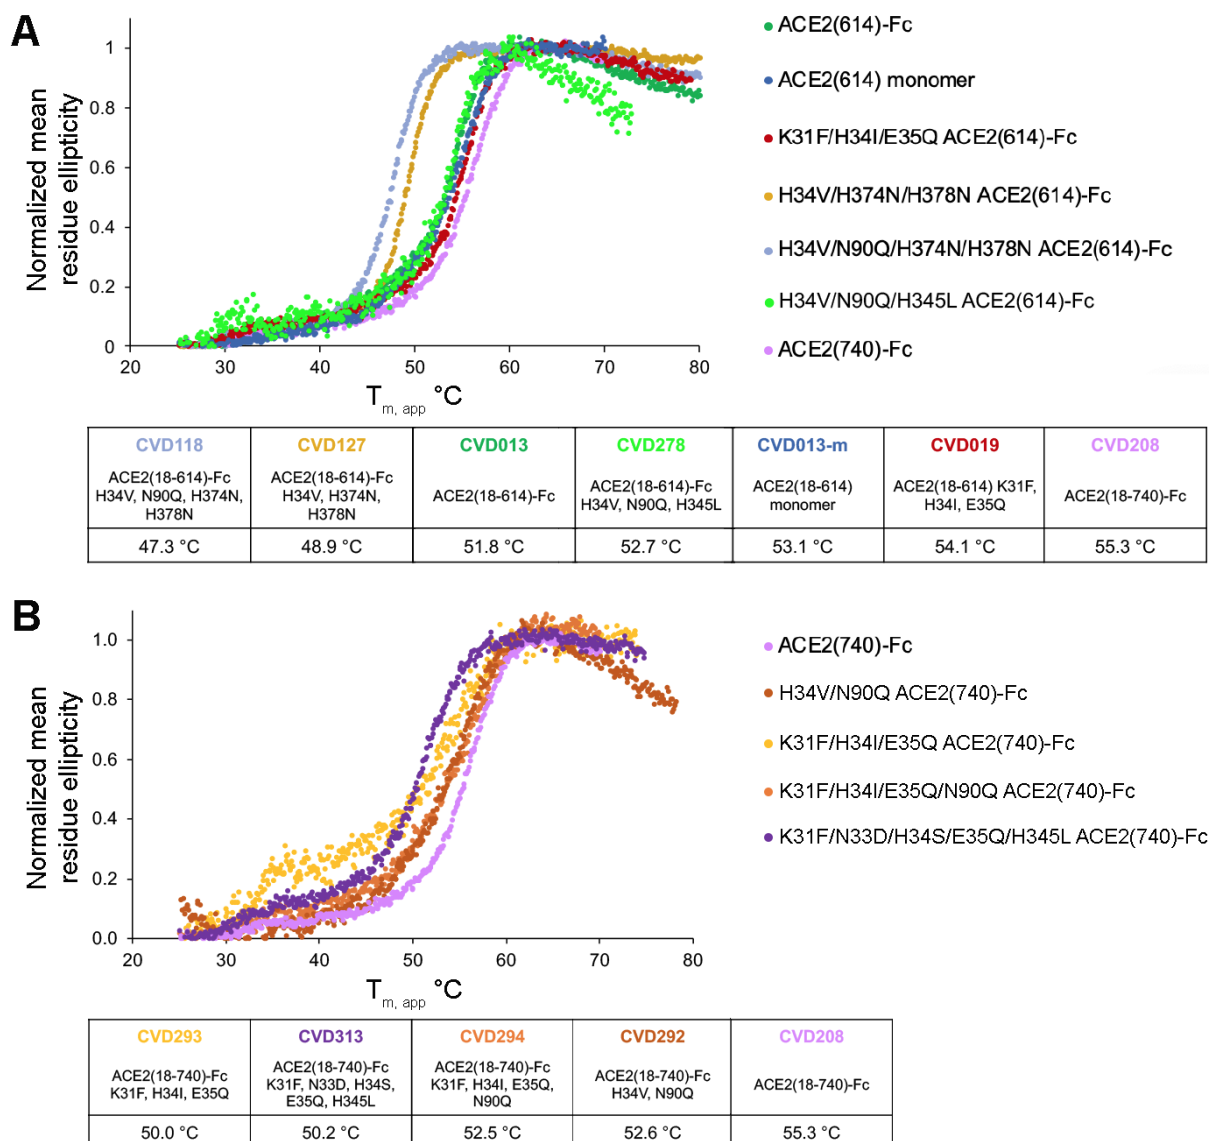 A
Normalized mean
residue ellipticity
1
0.8
0.6
0.4
0.2
0
20 30 40 50 60 70 80
Tm, app °C
ACE2(614)-Fc
ACE2(614) monomer
K31F/H34I/E35Q ACE2(614)-Fc
H34V/H374N/H378N ACE2(614)-Fc
H34V/N90Q/H374N/H378N ACE2(614)-Fc
H34V/N90Q/H345L ACE2(614)-Fc
ACE2(740)-Fc
CVD118 CVD127 CVD013 CVD278 CVD013-m CVD019 CVD208
ACE2(18-614)-Fc
H34V, N90Q, H374N,
H378N
ACE2(18-614)-Fc
H34V, H374N,
H378N
ACE2(18-614)-Fc
ACE2(18-614)-Fc
H34V, N90Q, H345L
ACE2(18-614)
monomer
ACE2(18-614) K31F,
H34I, E35Q
ACE2(18-740)-Fc
47.3 °C 48.9 °C 51.8 °C 52.7 °C 53.1 °C 54.1 °C 55.3 °C
B
Normalized mean
residue ellipticity
1.0
0.8
0.6
0.4
0.2
0.0
20 30 40 50 60 70 80
Tm, app °C
ACE2(740)-Fc
H34V/N90Q ACE2(740)-Fc
K31F/H34I/E35Q ACE2(740)-Fc
K31F/H34I/E35Q/N90Q ACE2(740)-Fc
K31F/N33D/H34S/E35Q/H345L ACE2(740)-Fc
CVD293 CVD313 CVD294 CVD292 CVD208
ACE2(18-740)-Fc
K31F, H34I, E35Q
ACE2(18-740)-Fc
K31F, N33D, H34S,
E35Q, H345L
ACE2(18-740)-Fc
K31F, H34I, E35Q,
N90Q
ACE2(18-740)-Fc
H34V, N90Q
ACE2(18-740)-Fc
50.0 °C 50.2 °C 52.5 °C 52.6 °C 55.3 °C